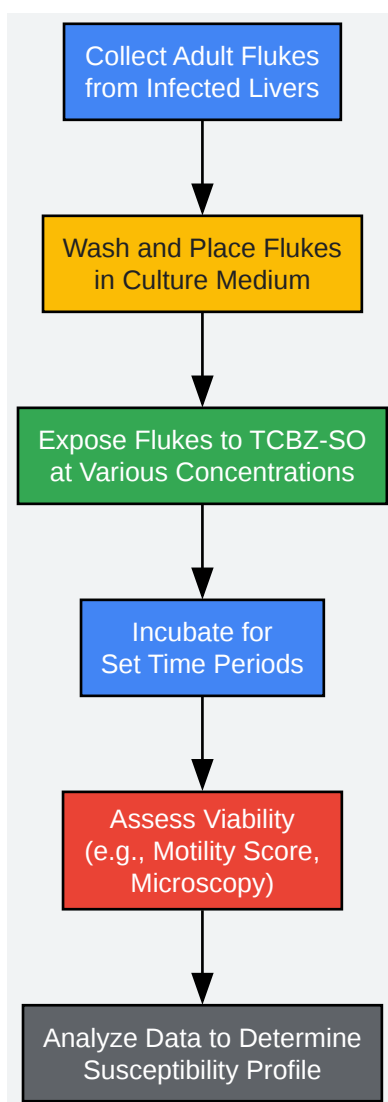 Collect Adult Flukes
from Infected Livers
Wash and Place Flukes
in Culture Medium
Expose Flukes to TCBZ-SO
at Various Concentrations
Incubate for
Set Time Periods
Assess Viability
(e.g., Motility Score,
Microscopy)
Analyze Data to Determine
Susceptibility Profile